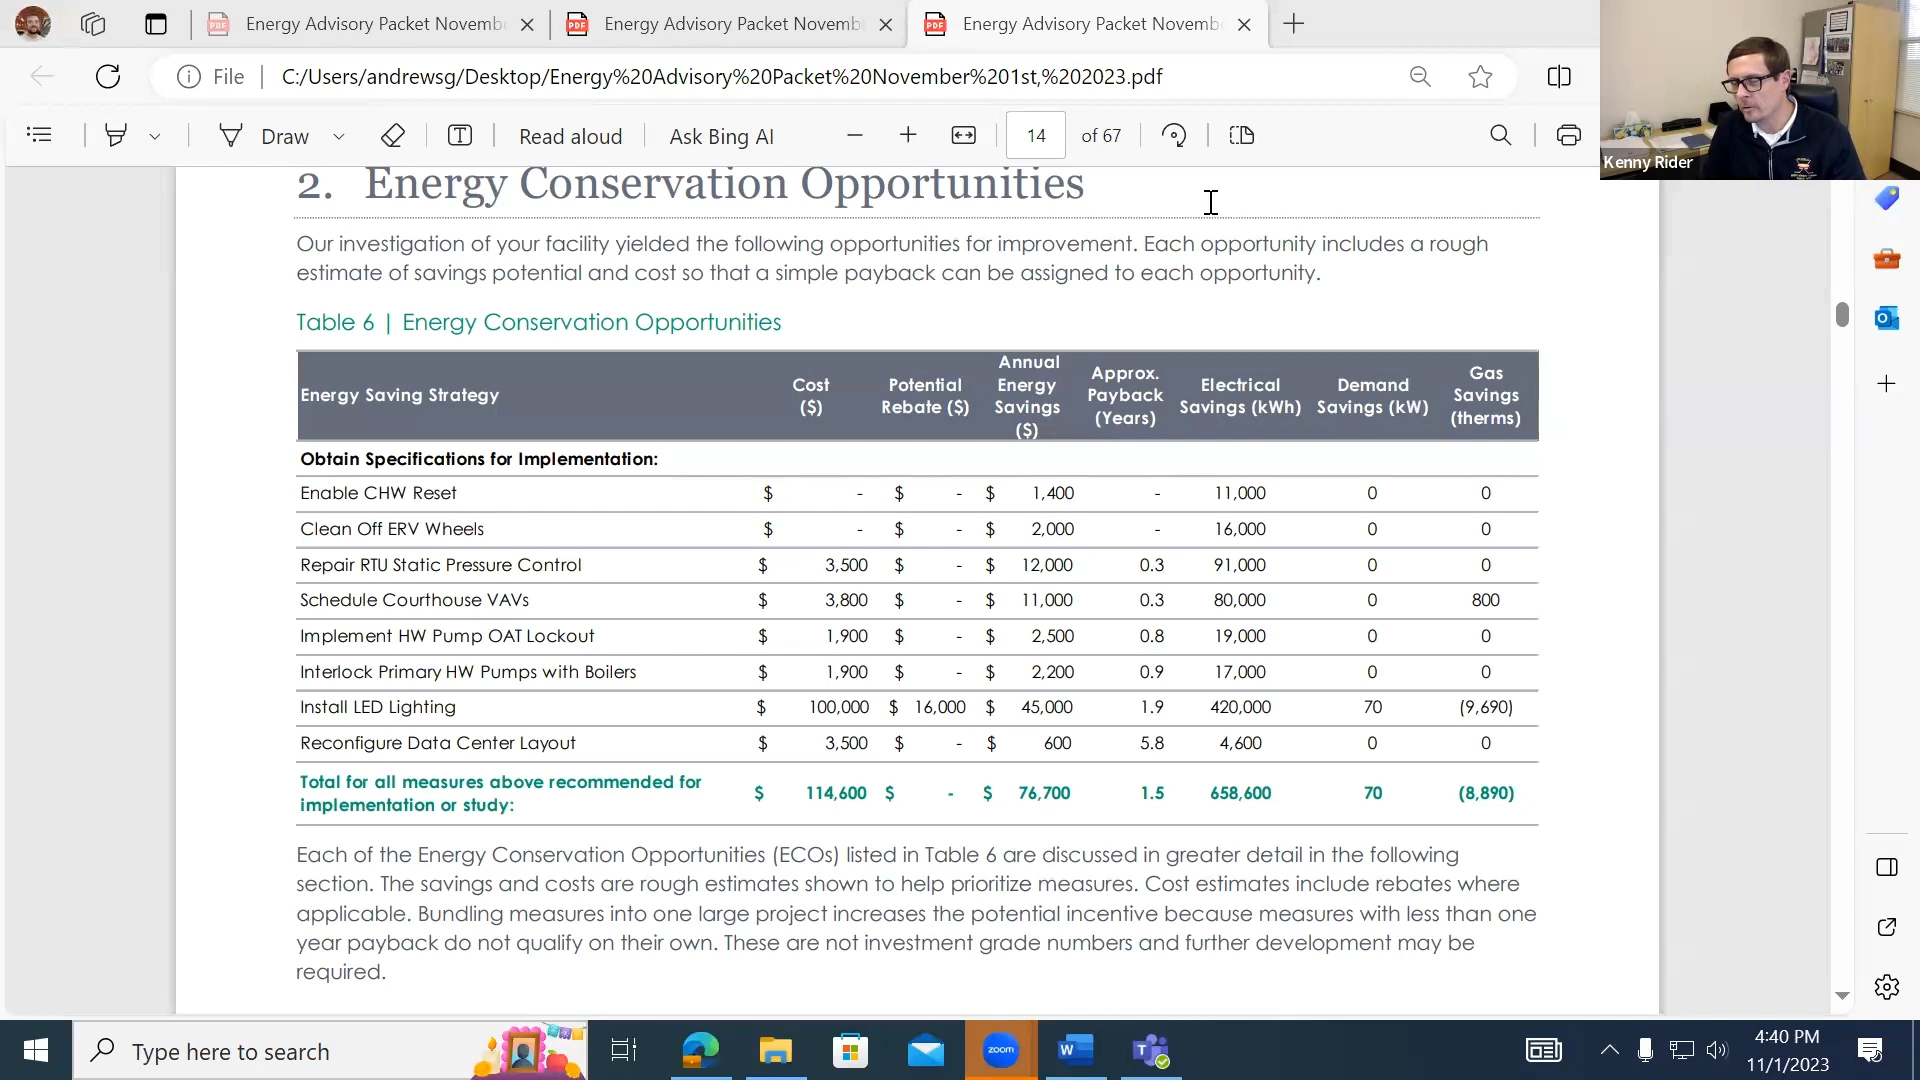 Energy Advisory Packet Novembe
Energy Advisory Packet Novemb
Energy Advisory Packet Novembe
File
C:/Users/andrewsg/Desktop/Energy%20Advisory%20Packet%20November%201st,%202023.pdf
Draw
Read aloud
Ask Bing AI
14 of 67
Kenny Rider
2. Energy Conservation Opportunities
Our investigation of your facility yielded the following opportunities for improvement. Each opportunity includes a rough
estimate of savings potential and cost so that a simple payback can be assigned to each opportunity.
Table 6 | Energy Conservation Opportunities
Energy Saving Strategy Cost ($) Potential Rebate ($) Annual Energy Savings ($) Approx. Payback (Years) Electrical Savings (kWh) Demand Savings (kW) Gas Savings (therms)
Obtain Specifications for Implementation:
Enable CHW Reset $ - $ - $ 1,400 - 11,000 0 0
Clean Off ERV Wheels $ - $ - $ 2,000 - 16,000 0 0
Repair RTU Static Pressure Control $ 3,500 $ - $ 12,000 0.3 91,000 0 0
Schedule Courthouse VAVs $ 3,800 $ - $ 11,000 0.3 80,000 0 800
Implement HW Pump OAT Lockout $ 1,900 $ - $ 2,500 0.8 19,000 0 0
Interlock Primary HW Pumps with Boilers $ 1,900 $ - $ 2,200 0.9 17,000 0 0
Install LED Lighting $ 100,000 $ 16,000 $ 45,000 1.9 420,000 70 (9,690)
Reconfigure Data Center Layout $ 3,500 $ - $ 600 5.8 4,600 0 0
Total for all measures above recommended for
implementation or study: $ 114,600 $ - $ 76,700 1.5 658,600 70 (8,890)
Each of the Energy Conservation Opportunities (ECOs) listed in Table 6 are discussed in greater detail in the following
section. The savings and costs are rough estimates shown to help prioritize measures. Cost estimates include rebates where
applicable. Bundling measures into one large project increases the potential incentive because measures with less than one
year payback do not qualify on their own. These are not investment grade numbers and further development may be
required.
Type here to search
zoom
4:40 PM
11/1/2023